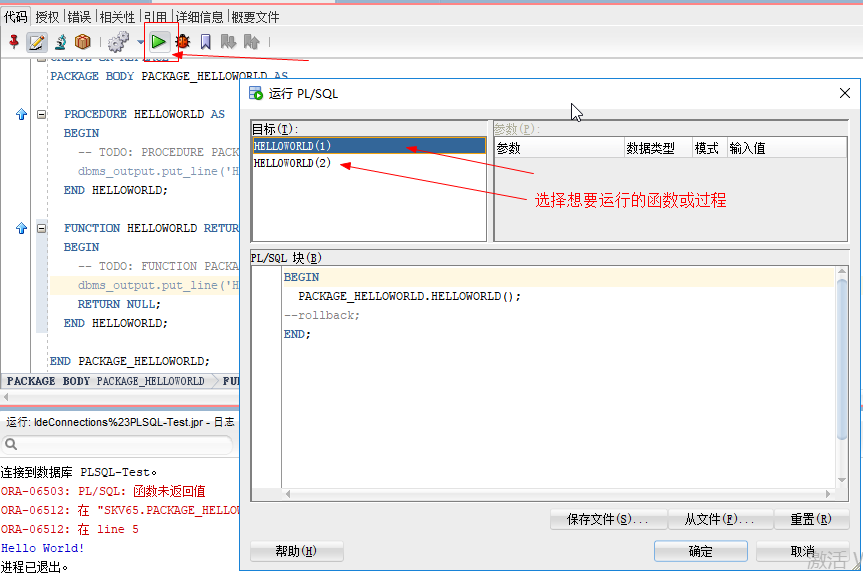 代码 授权 错误 相关性 引用 详细信息 概要文件
PACKAGE BODY PACKAGE_HELLOWORLD AS
PROCEDURE HELLOWORLD AS
BEGIN
-- TODO: PROCEDURE PACK
dbms_output.put_line('H
END HELLOWORLD;
FUNCTION HELLOWORLD RETUR
BEGIN
-- TODO: FUNCTION PACKA
dbms_output.put_line('H
RETURN NULL;
END HELLOWORLD;
END PACKAGE_HELLOWORLD;
PACKAGE BODY PACKAGE_HELLOWORLD FU
运行: IdeConnections%23PLSQL-Test.jpr - 日志
连接到数据库 PLSQL-Test。
ORA-06503: PL/SQL: 函数未返回值
ORA-06512: 在 "SKV65.PACKAGE_HELLOW
ORA-06512: 在 line 5
Hello World!
进程已退出。
运行 PL/SQL
目标(T):
HELLOWORLD(1)
HELLOWORLD(2)
参数(P):
参数 数据类型 模式 输入值
选择想要运行的函数或过程
PL/SQL 块(B)
BEGIN
PACKAGE_HELLOWORLD.HELLOWORLD();
--rollback;
END;
保存文件(S)... 从文件(F)... 重置(R)
帮助(H) 确定 取消
激活